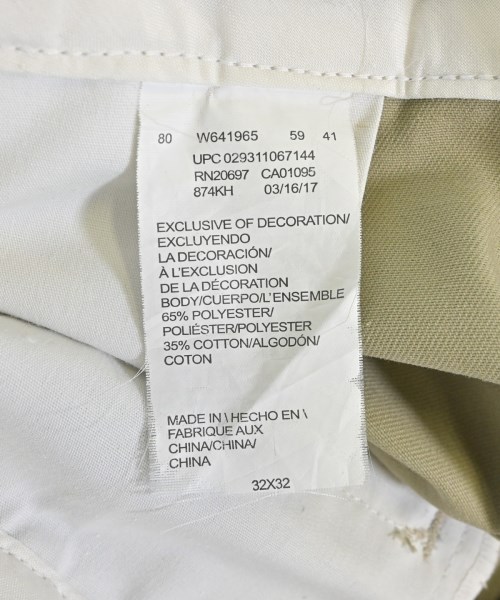 80 W641965 59 41
UPC 029311067144
RN20697 CA01095
874KH 03/16/17
EXCLUSIVE OF DECORATION/
EXCLUYENDO
LA DECORACIÓN/
À L'EXCLUSION
DE LA DÉCORATION
BODY/CUERPO/L'ENSEMBLE
65% POLYESTER/
POLIÉSTER/POLYESTER
35% COTTON/ALGODÓN/
COTON
MADE IN \ HECHO EN \
FABRIQUE AUX
CHINA/CHINA/
CHINA
32X32